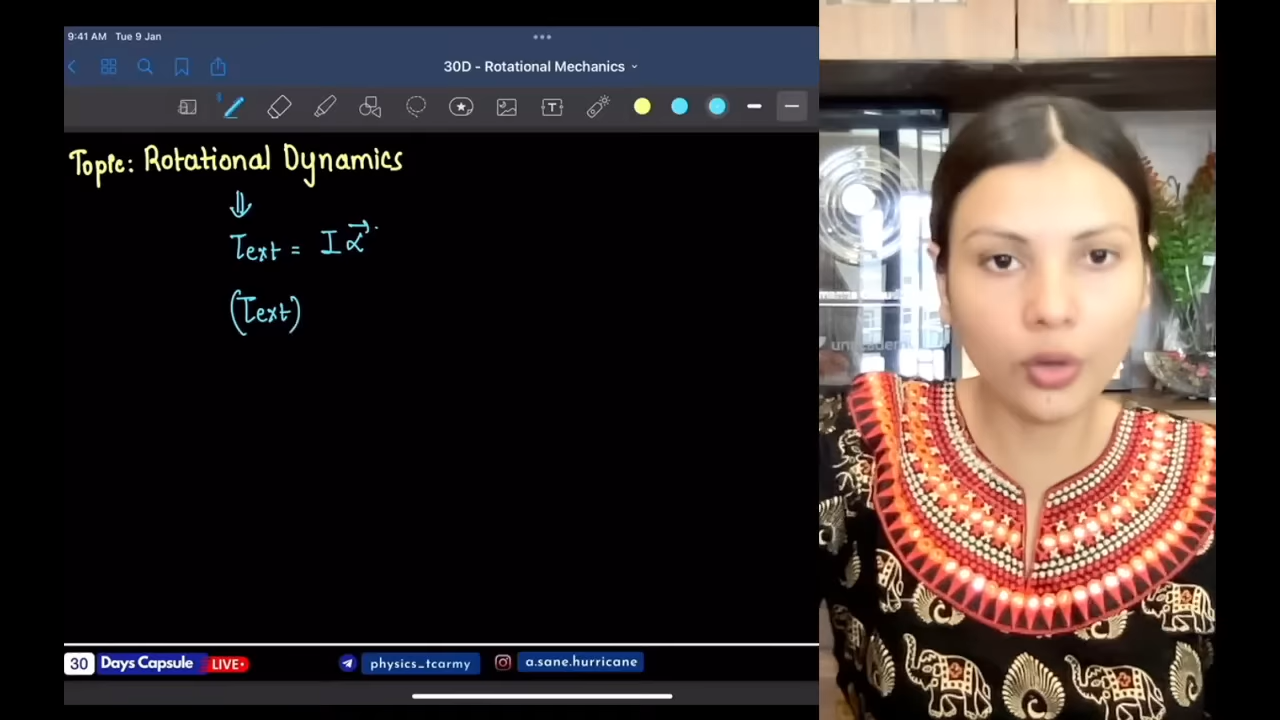 9:41 AM Tue 9 Jan
30D - Rotational Mechanics
Topic: Rotational Dynamics
⇓
τext = I α⃗
(τext)
30 Days Capsule LIVE
physics_tcarmy
a.sane.hurricane